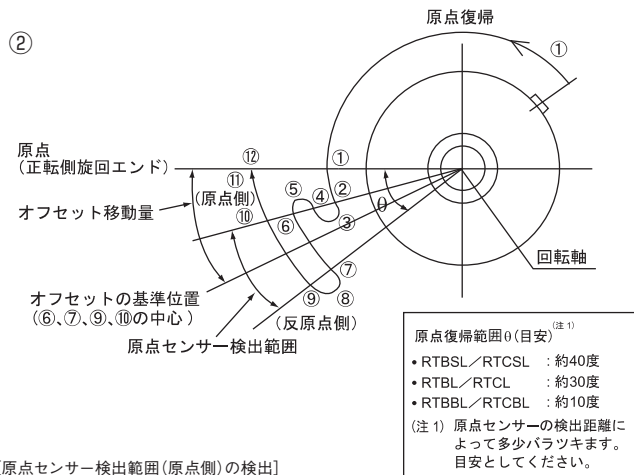 ②
原点復帰
①
原点
(正転側旋回エンド)
⑫
①
⑪
(原点側)
⑩
⑤
④
②
③
⑥
θ
オフセット移動量
⑦
回転軸
オフセットの基準位置
(⑥、⑦、⑨、⑩の中心)
⑨
⑧
(反原点側)
原点センサー検出範囲
原点復帰範囲θ(目安)(注1)
• RTBSL／RTCSL ：約40度
• RTBL／RTCL ：約30度
• RTBBL／RTCBL ：約10度
(注1) 原点センサーの検出距離に
よって多少バラツキます。
目安としてください。
[原点センサー検出範囲(原点側)の検出]